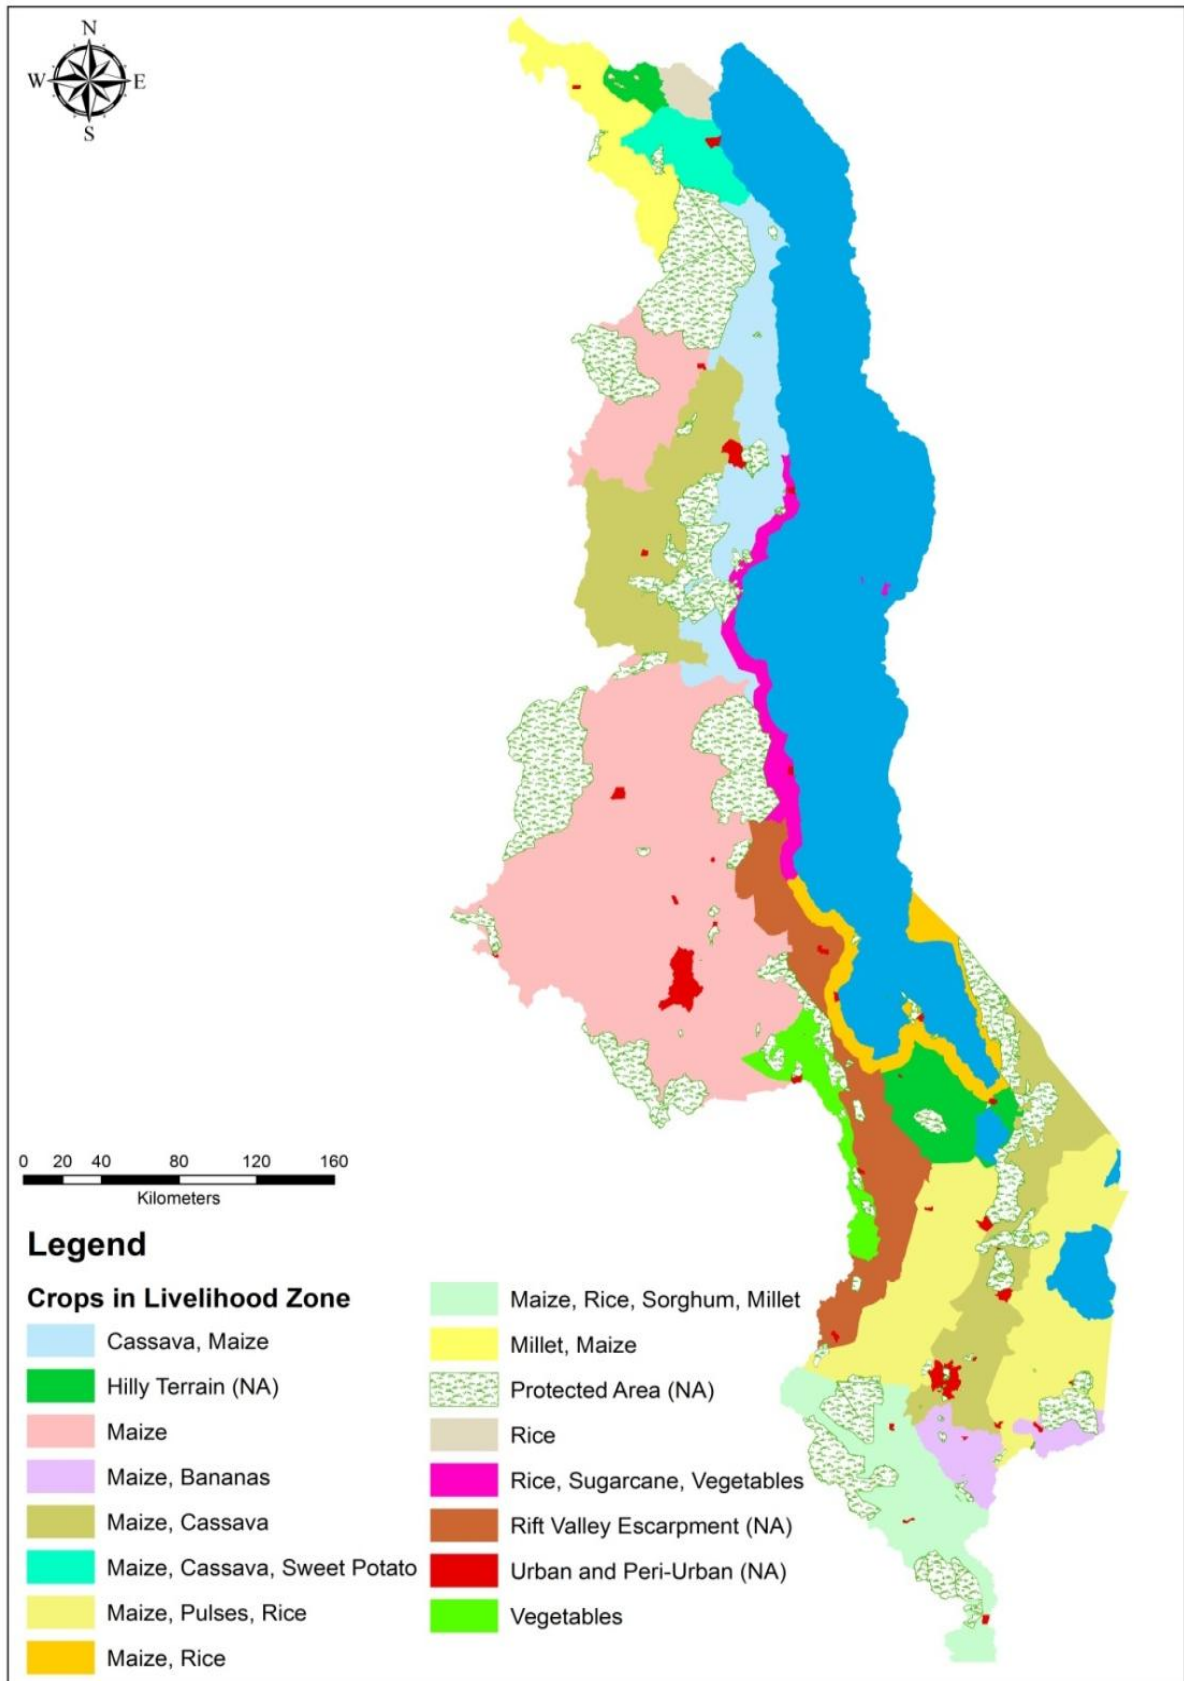 N
W E
S
0 20 40 80 120 160
Kilometers
Legend
Crops in Livelihood Zone
Cassava, Maize
Hilly Terrain (NA)
Maize
Maize, Bananas
Maize, Cassava
Maize, Cassava, Sweet Potato
Maize, Pulses, Rice
Maize, Rice
Maize, Rice, Sorghum, Millet
Millet, Maize
Protected Area (NA)
Rice
Rice, Sugarcane, Vegetables
Rift Valley Escarpment (NA)
Urban and Peri-Urban (NA)
Vegetables